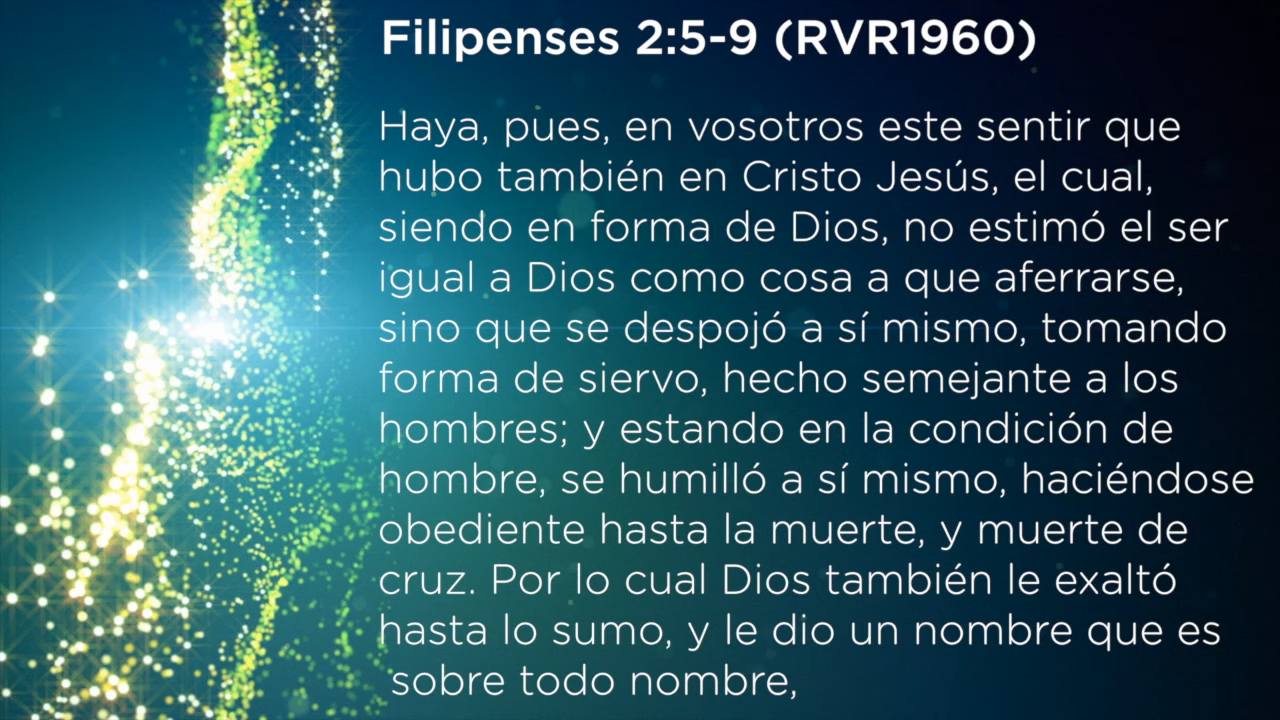 Filipenses 2:5-9 (RVR1960)
Haya, pues, en vosotros este sentir que
hubo también en Cristo Jesús, el cual,
siendo en forma de Dios, no estimó el ser
igual a Dios como cosa a que aferrarse,
sino que se despojó a sí mismo, tomando
forma de siervo, hecho semejante a los
hombres; y estando en la condición de
hombre, se humilló a sí mismo, haciéndose
obediente hasta la muerte, y muerte de
cruz. Por lo cual Dios también le exaltó
hasta lo sumo, y le dio un nombre que es
sobre todo nombre,